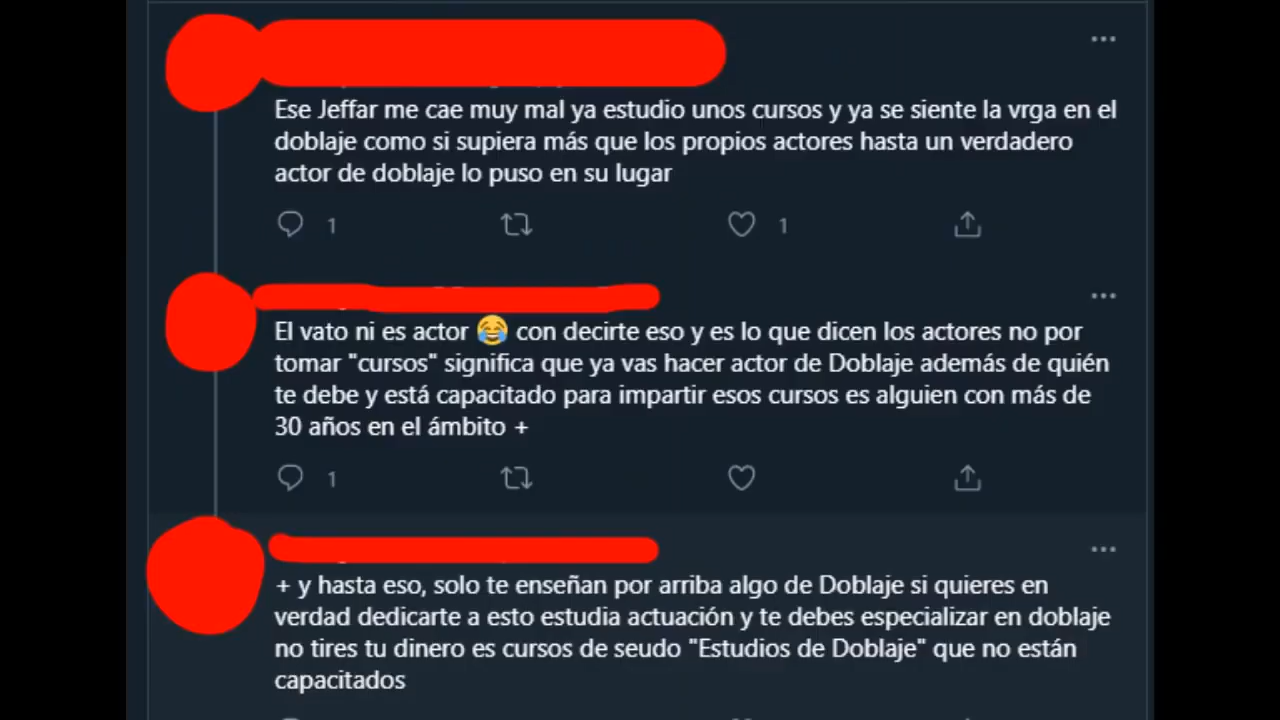 Ese Jeffar me cae muy mal ya estudio unos cursos y ya se siente la vrga en el
doblaje como si supiera más que los propios actores hasta un verdadero
actor de doblaje lo puso en su lugar
1
1
El vato ni es actor 😂 con decirte eso y es lo que dicen los actores no por
tomar "cursos" significa que ya vas hacer actor de Doblaje además de quién
te debe y está capacitado para impartir esos cursos es alguien con más de
30 años en el ámbito +
1
+ y hasta eso, solo te enseñan por arriba algo de Doblaje si quieres en
verdad dedicarte a esto estudia actuación y te debes especializar en doblaje
no tires tu dinero es cursos de seudo "Estudios de Doblaje" que no están
capacitados